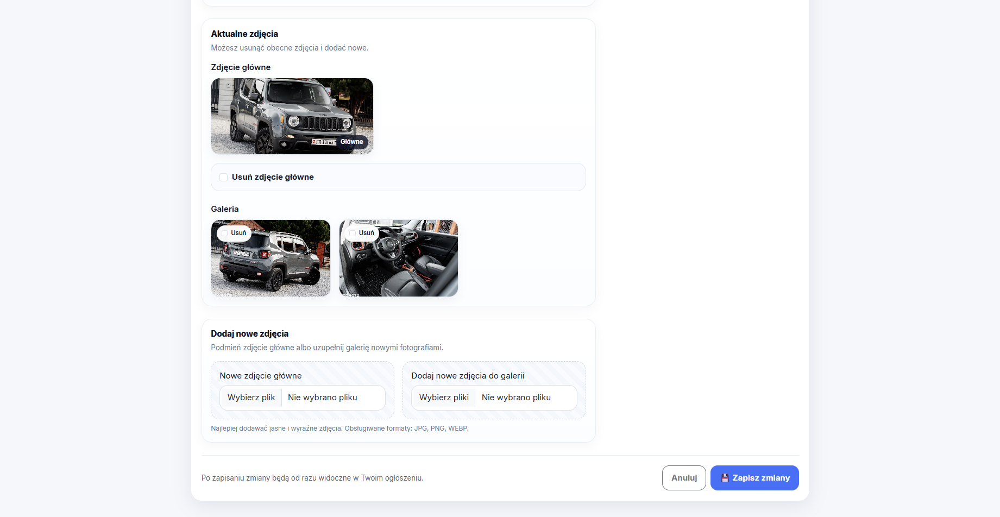 Aktualne zdjęcia
Możesz usunąć obecne zdjęcia i dodać nowe.
Zdjęcie główne
FR·18163
Główne
Usuń zdjęcie główne
Galeria
Usuń
Usuń
Dodaj nowe zdjęcia
Podmień zdjęcie główne albo uzupełnij galerię nowymi fotografiami.
Nowe zdjęcie główne
Dodaj nowe zdjęcia do galerii
Wybierz plik
Nie wybrano pliku
Wybierz pliki
Nie wybrano pliku
Najlepiej dodawać jasne i wyraźne zdjęcia. Obsługiwane formaty: JPG, PNG, WEBP.
Po zapisaniu zmiany będą od razu widoczne w Twoim ogłoszeniu.
Anuluj
Zapisz zmiany